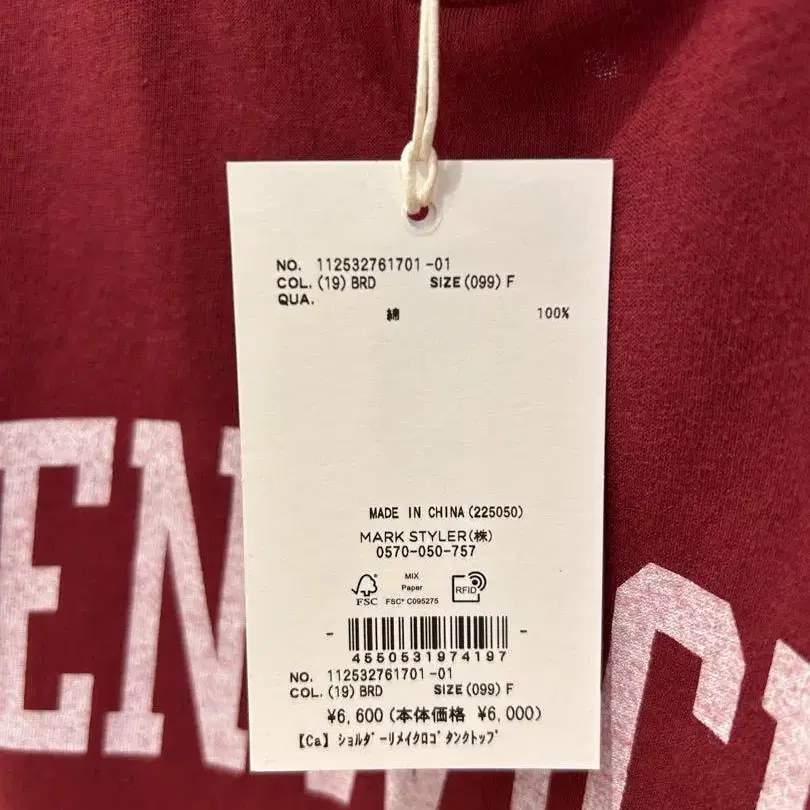 NO. 112532761701-01
COL. (19) BRD SIZE (099) F
QUA.
綿 100%
MADE IN CHINA (225050)
MARK STYLER(株)
0570-050-757
FSC
MIX
Paper
FSC® C095275
RFID
4550531974197
NO. 112532761701-01
COL. (19) BRD SIZE (099) F
¥6,600 (本体価格 ¥6,000)
【Ca】ショルダーリメイクロゴタンクトップ
EN